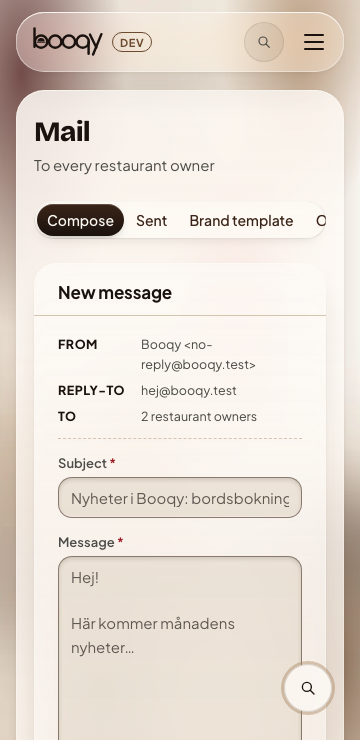 booqy DEV
Mail
To every restaurant owner
Compose Sent Brand template
New message
FROM Booqy <no-
reply@booqy.test>
REPLY-TO hej@booqy.test
TO 2 restaurant owners
Subject *
Nyheter i Booqy: bordsbokning
Message *
Hej!
Här kommer månadens
nyheter...